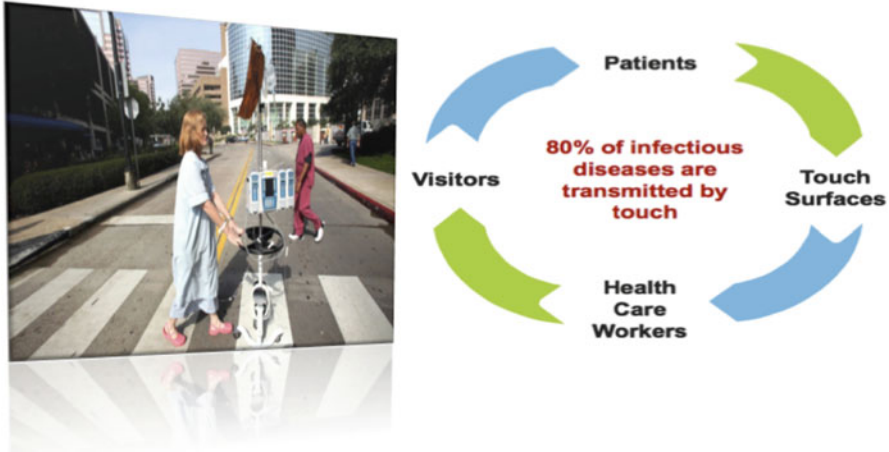 Patients
80% of infectious
diseases are
transmitted by
touch
Visitors
Touch
Surfaces
Health
Care
Workers